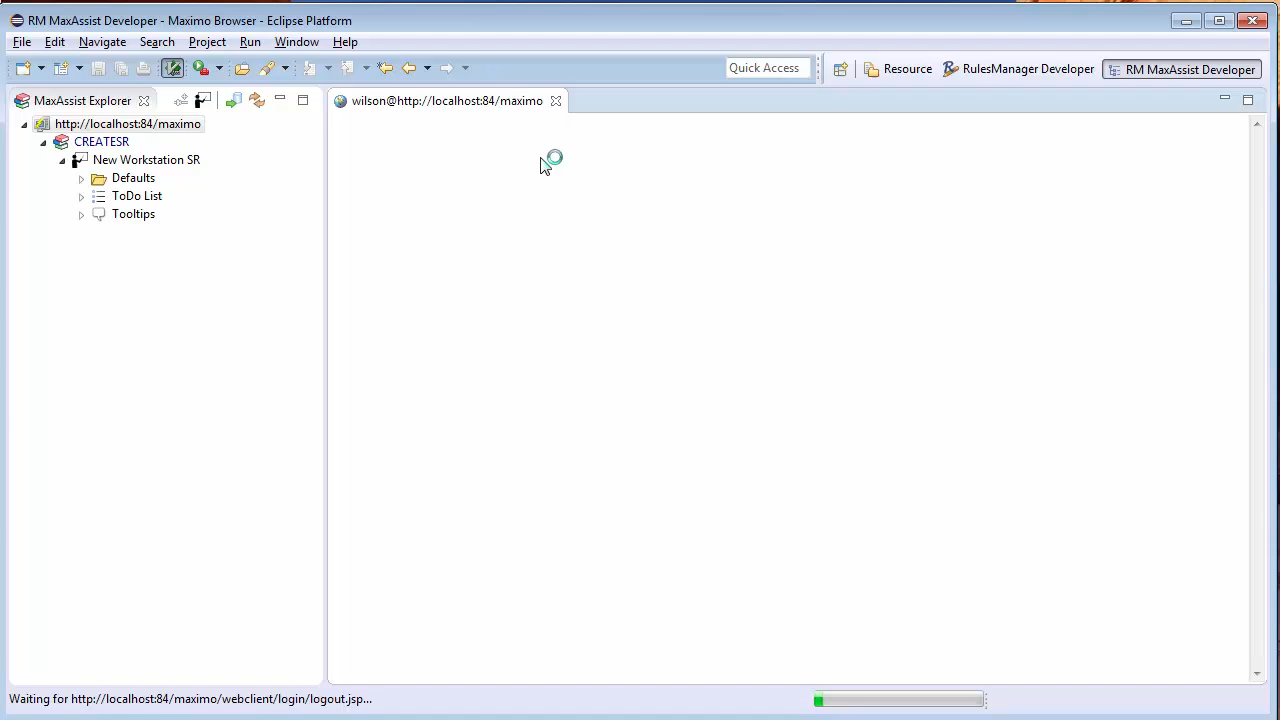 RM MaxAssist Developer - Maximo Browser - Eclipse Platform
File Edit Navigate Search Project Run Window Help
Quick Access Resource RulesManager Developer RM MaxAssist Developer
MaxAssist Explorer wilson@http://localhost:84/maximo
http://localhost:84/maximo
CREATESR
New Workstation SR
Defaults
ToDo List
Tooltips
Waiting for http://localhost:84/maximo/webclient/login/logout.jsp...